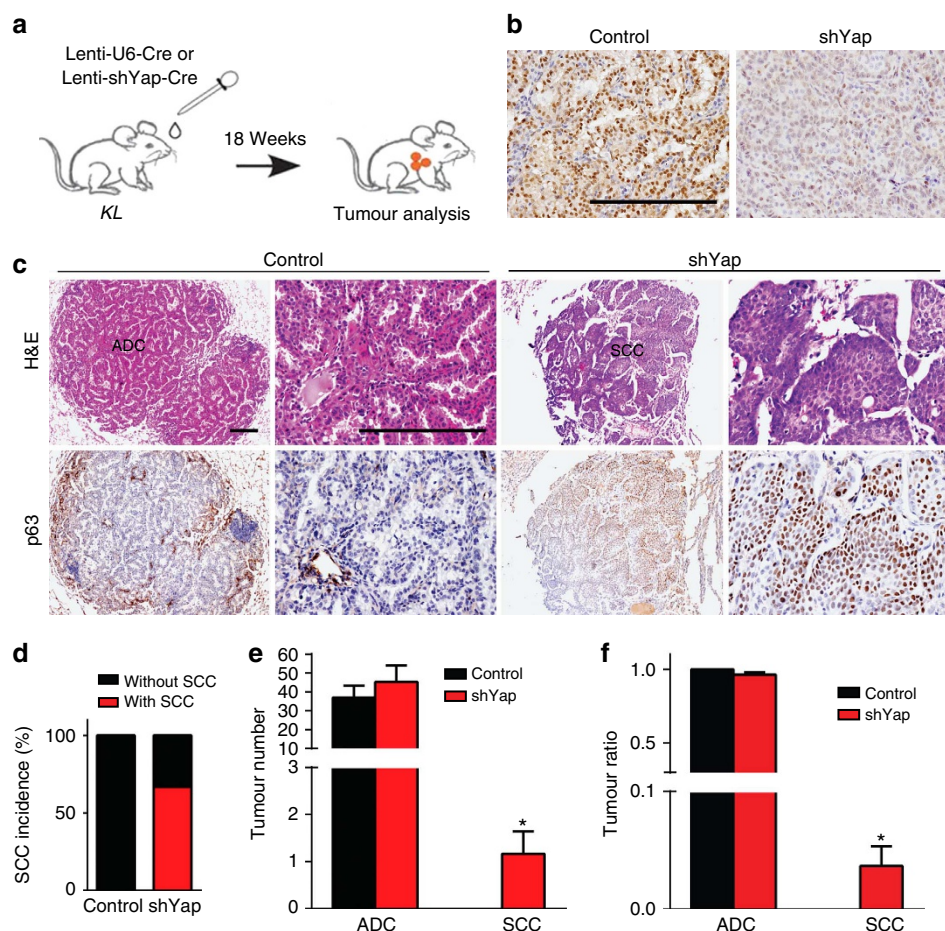 a
Lenti-U6-Cre or
Lenti-shYap-Cre
18 Weeks
KL
Tumour analysis
b
Control
shYap
c
Control
shYap
H&E
ADC
SCC
p63
d
Without SCC
With SCC
SCC incidence (%)
100
50
0
Control shYap
e
Tumour number
60
50
40
30
20
10
3
2
1
0
Control
shYap
*
ADC
SCC
f
Tumour ratio
1.0
0.5
0.1
0.0
Control
shYap
*
ADC
SCC